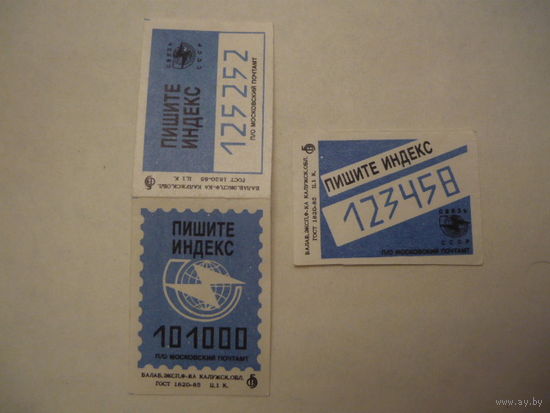 СВЯЗЬ
СССР
ПИШИТЕ
ИНДЕКС
125252
П/О МОСКОВСКИЙ ПОЧТАМТ
БАЛАБ. ЭКСП. Ф-КА КАЛУЖСК. ОБЛ.
ГОСТ 1820-85 Ц.1 К.
ПИШИТЕ
ИНДЕКС
101000
П/О МОСКОВСКИЙ ПОЧТАМТ
БАЛАБ. ЭКСП. Ф-КА КАЛУЖСК. ОБЛ.
ГОСТ 1820-85 Ц.1 К.
ПИШИТЕ ИНДЕКС
123458
СВЯЗЬ
СССР
П/О МОСКОВСКИЙ ПОЧТАМТ
БАЛАБ. ЭКСП. Ф-КА КАЛУЖСК. ОБЛ.
ГОСТ 1820-85 Ц.1 К.
www.ay.by